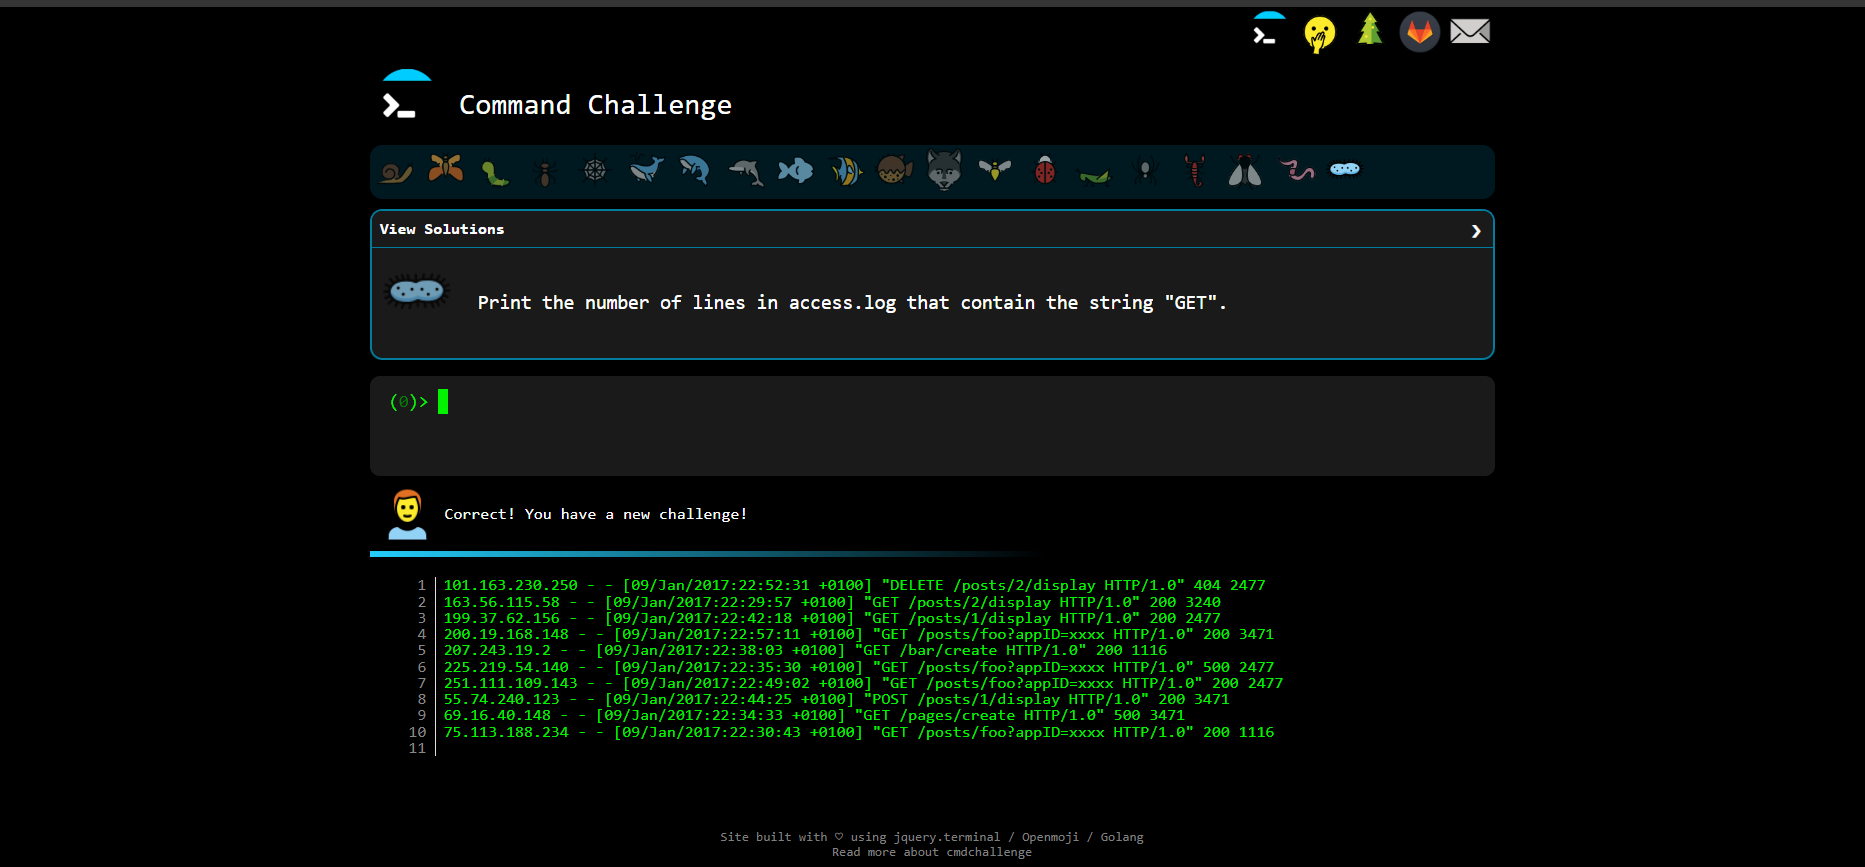 Command Challenge
View Solutions
Print the number of lines in access.log that contain the string "GET".
(0)>
Correct! You have a new challenge!
1 101.163.230.250 - - [09/Jan/2017:22:52:31 +0100] "DELETE /posts/2/display HTTP/1.0" 404 2477
2 163.56.115.58 - - [09/Jan/2017:22:29:57 +0100] "GET /posts/2/display HTTP/1.0" 200 3240
3 199.37.62.156 - - [09/Jan/2017:22:42:18 +0100] "GET /posts/1/display HTTP/1.0" 200 2477
4 200.19.168.148 - - [09/Jan/2017:22:57:11 +0100] "GET /posts/foo?appID=xxxx HTTP/1.0" 200 3471
5 207.243.19.2 - - [09/Jan/2017:22:38:03 +0100] "GET /bar/create HTTP/1.0" 200 1116
6 225.219.54.140 - - [09/Jan/2017:22:35:30 +0100] "GET /posts/foo?appID=xxxx HTTP/1.0" 500 2477
7 251.111.109.143 - - [09/Jan/2017:22:49:02 +0100] "GET /posts/foo?appID=xxxx HTTP/1.0" 200 2477
8 55.74.240.123 - - [09/Jan/2017:22:44:25 +0100] "POST /posts/1/display HTTP/1.0" 200 3471
9 69.16.40.148 - - [09/Jan/2017:22:34:33 +0100] "GET /pages/create HTTP/1.0" 500 3471
10 75.113.188.234 - - [09/Jan/2017:22:30:43 +0100] "GET /posts/foo?appID=xxxx HTTP/1.0" 200 1116
11
Site built with ♡ using jquery.terminal / Openmoji / Golang
Read more about cmdchallenge